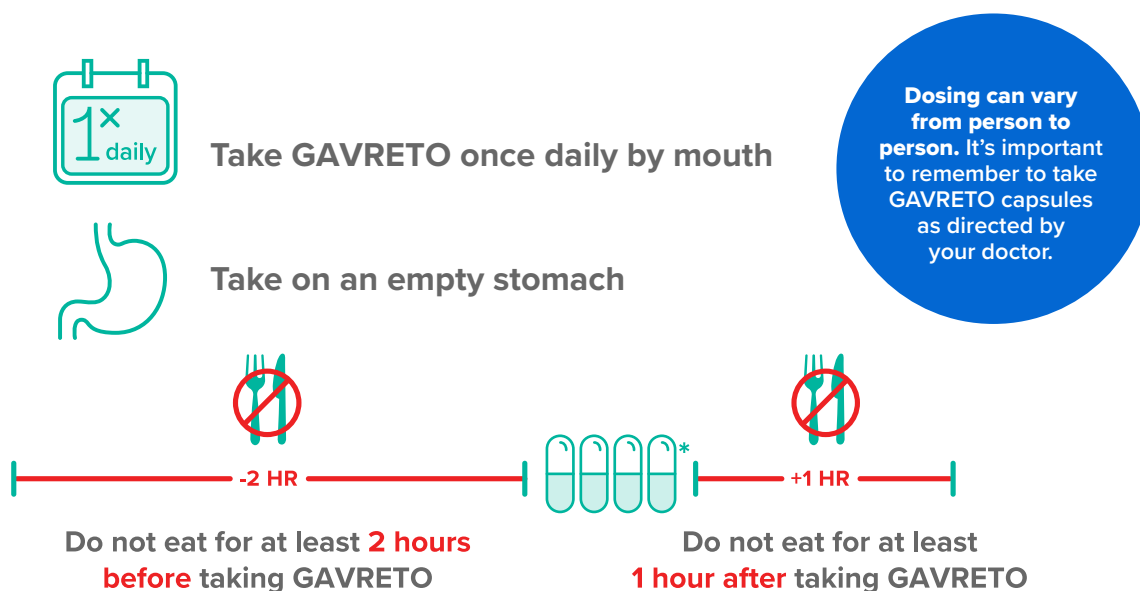 1×
daily
Take GAVRETO once daily by mouth
Dosing can vary
from person to
person. It’s important
to remember to take
GAVRETO capsules
as directed by
your doctor.
Take on an empty stomach
-2 HR
*
+1 HR
Do not eat for at least 2 hours
before taking GAVRETO
Do not eat for at least
1 hour after taking GAVRETO